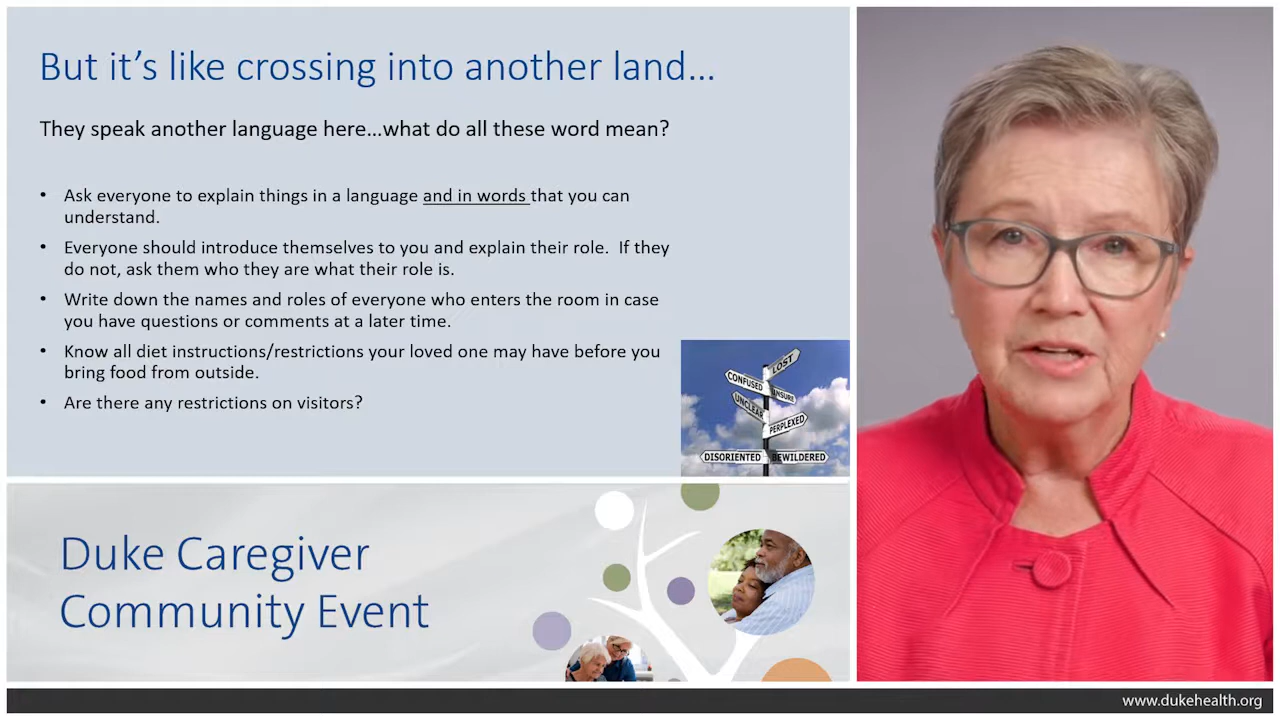 But it’s like crossing into another land...
They speak another language here...what do all these word mean?
• Ask everyone to explain things in a language and in words that you can
understand.
• Everyone should introduce themselves to you and explain their role.  If they
do not, ask them who they are what their role is.
• Write down the names and roles of everyone who enters the room in case
you have questions or comments at a later time.
• Know all diet instructions/restrictions your loved one may have before you
bring food from outside.
• Are there any restrictions on visitors?
LOST
CONFUSED
UNSURE
UNCLEAR
PERPLEXED
DISORIENTED
BEWILDERED
Duke Caregiver
Community Event
www.dukehealth.org